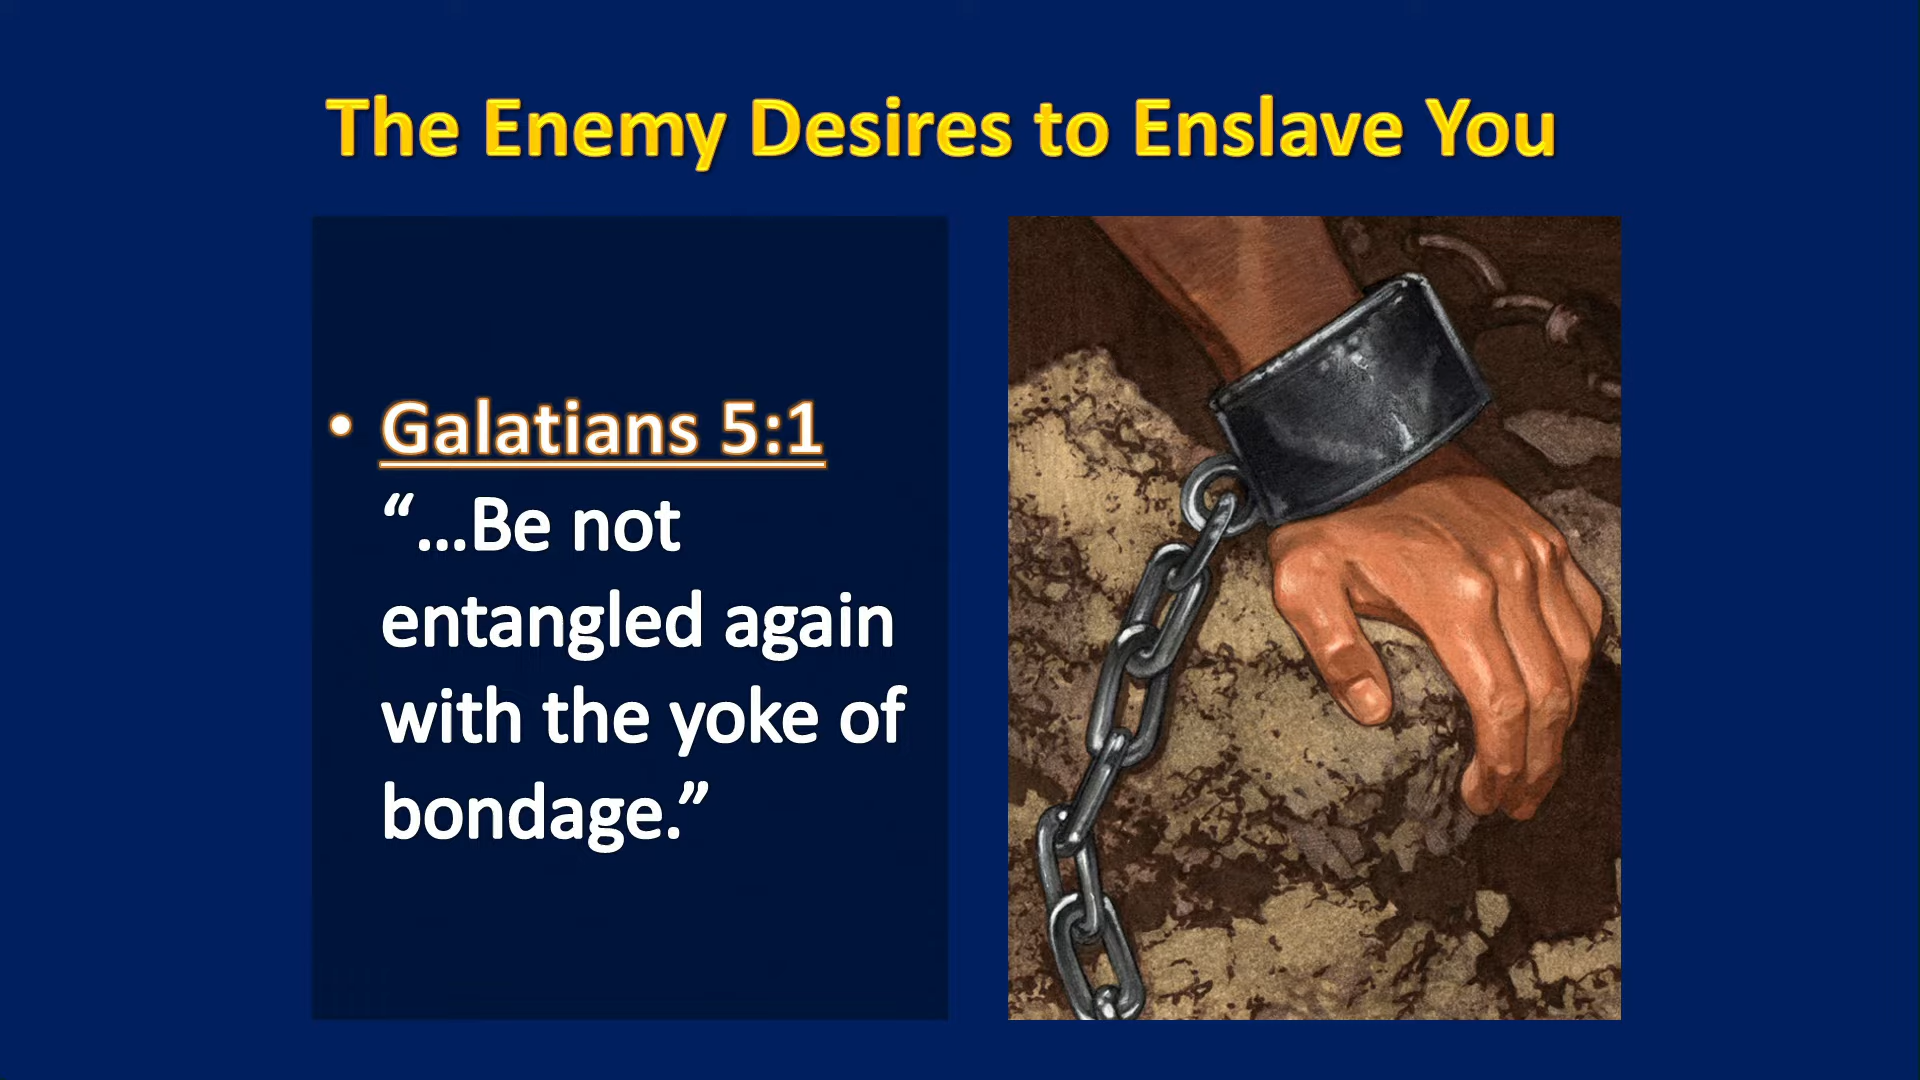 The Enemy Desires to Enslave You
• Galatians 5:1
“…Be not
entangled again
with the yoke of
bondage.”